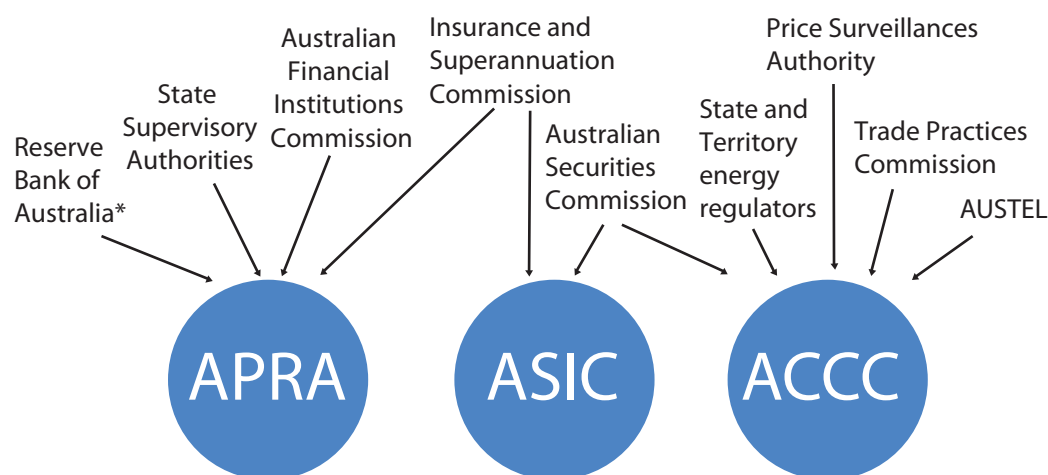 Reserve
Bank of
Australia*
State
Supervisory
Authorities
Australian
Financial
Institutions
Commission
Insurance and
Superannuation
Commission
Australian
Securities
Commission
State and
Territory
energy
regulators
Price Surveillances
Authority
Trade Practices
Commission
AUSTEL
APRA
ASIC
ACCC